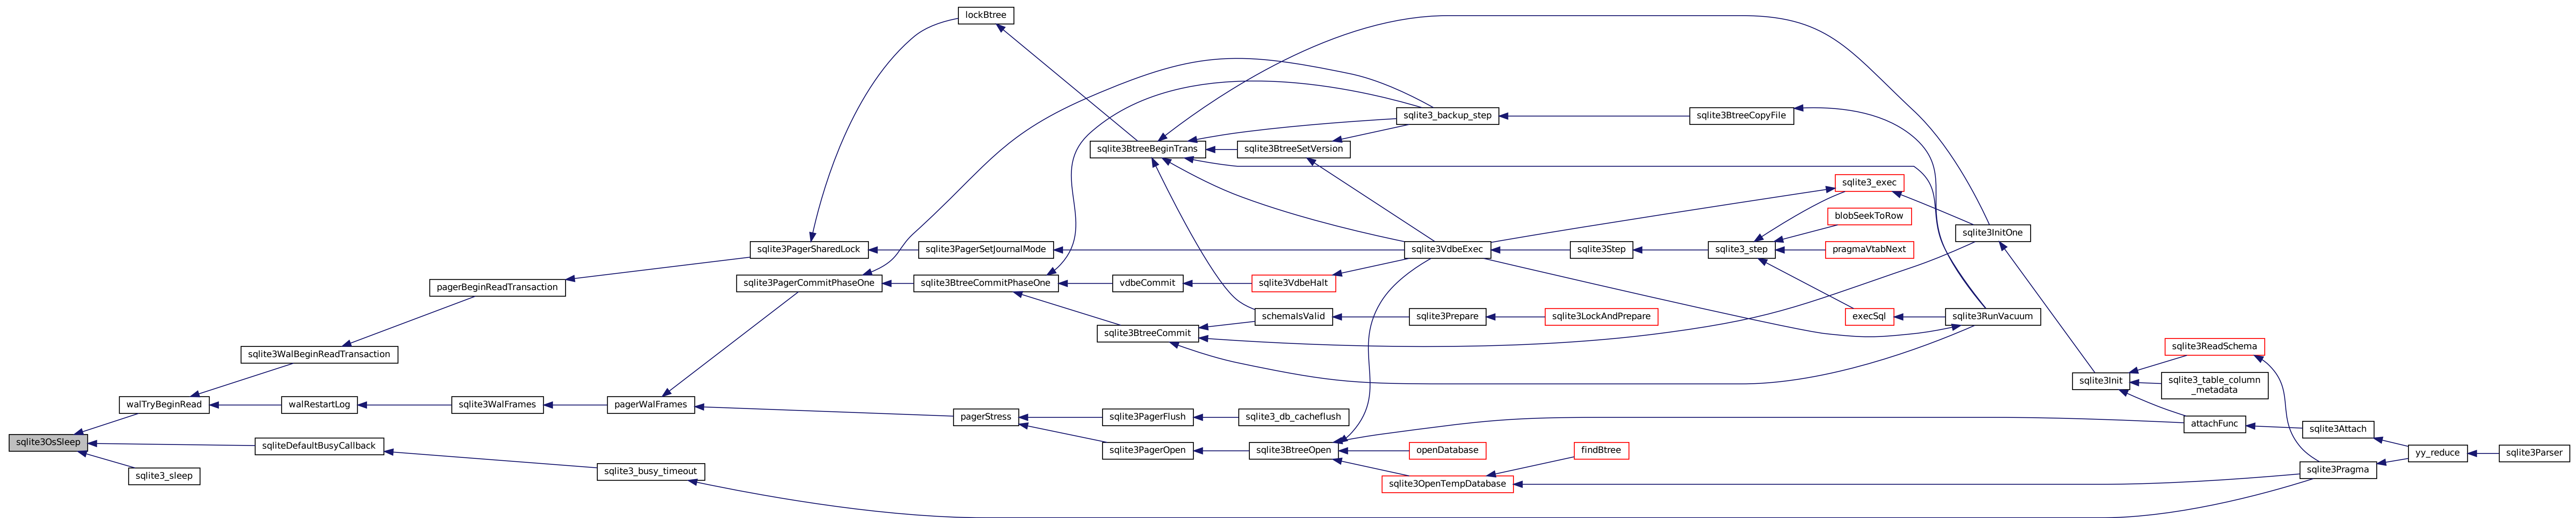 lockBtree
sqlite3_backup_step
sqlite3BtreeCopyFile
sqlite3BtreeBeginTrans
sqlite3BtreeSetVersion
sqlite3_exec
blobSeekToRow
sqlite3InitOne
sqlite3PagerSharedLock
sqlite3PagerSetJournalMode
sqlite3VdbeExec
sqlite3Step
sqlite3_step
pragmaVtabNext
pagerBeginReadTransaction
sqlite3PagerCommitPhaseOne
sqlite3BtreeCommitPhaseOne
vdbeCommit
sqlite3VdbeHalt
schemaIsValid
sqlite3Prepare
sqlite3LockAndPrepare
execSql
sqlite3RunVacuum
sqlite3BtreeCommit
sqlite3WalBeginReadTransaction
sqlite3ReadSchema
sqlite3Init
sqlite3_table_column
_metadata
walTryBeginRead
walRestartLog
sqlite3WalFrames
pagerWalFrames
pagerStress
sqlite3PagerFlush
sqlite3_db_cacheflush
attachFunc
sqlite3Attach
sqlite3OsSleep
sqliteDefaultBusyCallback
sqlite3PagerOpen
sqlite3BtreeOpen
openDatabase
findBtree
yy_reduce
sqlite3Parser
sqlite3_sleep
sqlite3_busy_timeout
sqlite3OpenTempDatabase
sqlite3Pragma